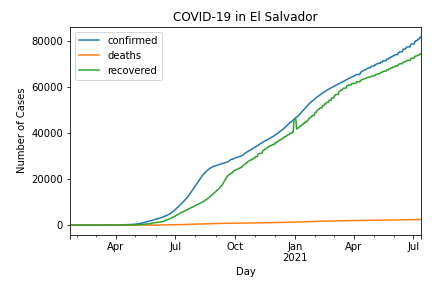 COVID-19 in El Salvador
confirmed
deaths
recovered
Number of Cases
80000
60000
40000
20000
0
Apr Jul Oct Jan Apr Jul
2021
Day